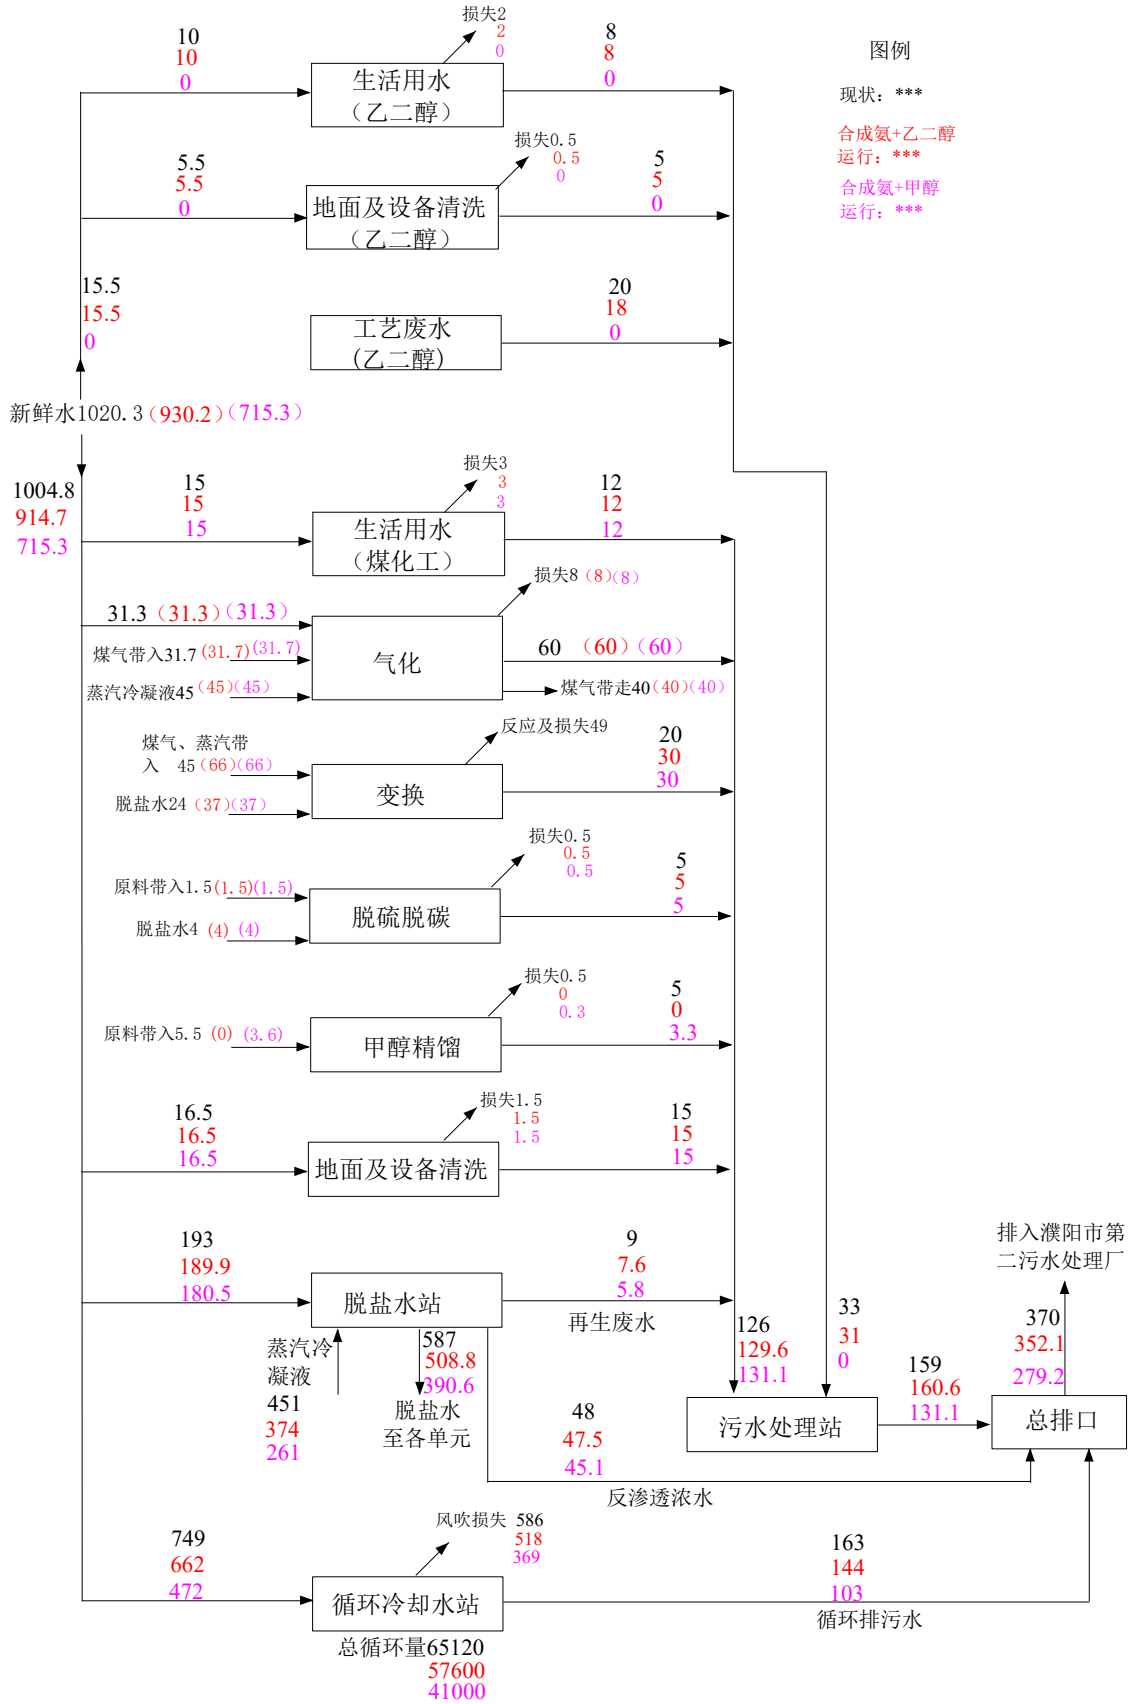 图例
现状：***
合成氨+乙二醇
运行：***
合成氨+甲醇
运行：***
10
10
0
损失2
2
0
生活用水
（乙二醇）
8
8
0
5.5
5.5
0
损失0.5
0.5
0
地面及设备清洗
（乙二醇）
5
5
0
15.5
15.5
0
工艺废水
(乙二醇)
20
18
0
新鲜水1020.3（930.2）（715.3）
1004.8
914.7
715.3
15
15
15
损失3
3
3
生活用水
（煤化工）
12
12
12
31.3（31.3）（31.3）
煤气带入31.7(31.7)(31.7)
蒸汽冷凝液45（45）（45）
损失8（8）（8）
气化
60（60）（60）
煤气带走40(40)(40)
煤气、蒸汽带
入 45（66）（66）
脱盐水24（37）（37）
反应及损失49
变换
20
30
30
原料带入1.5(1.5)(1.5)
脱盐水4 (4) (4)
损失0.5
0.5
0.5
脱硫脱碳
5
5
5
原料带入5.5 (0) (3.6)
损失0.5
0
0.3
甲醇精馏
5
0
3.3
16.5
16.5
16.5
损失1.5
1.5
1.5
地面及设备清洗
15
15
15
193
189.9
180.5
脱盐水站
9
7.6
5.8
再生废水
蒸汽冷
凝液
451
374
261
587
508.8
390.6
脱盐水
至各单元
48
47.5
45.1
反渗透浓水
126
129.6
131.1
33
31
0
污水处理站
159
160.6
131.1
排入濮阳市第
二污水处理厂
370
352.1
279.2
总排口
749
662
472
风吹损失 586
518
369
循环冷却水站
总循环量65120
57600
41000
163
144
103
循环排污水